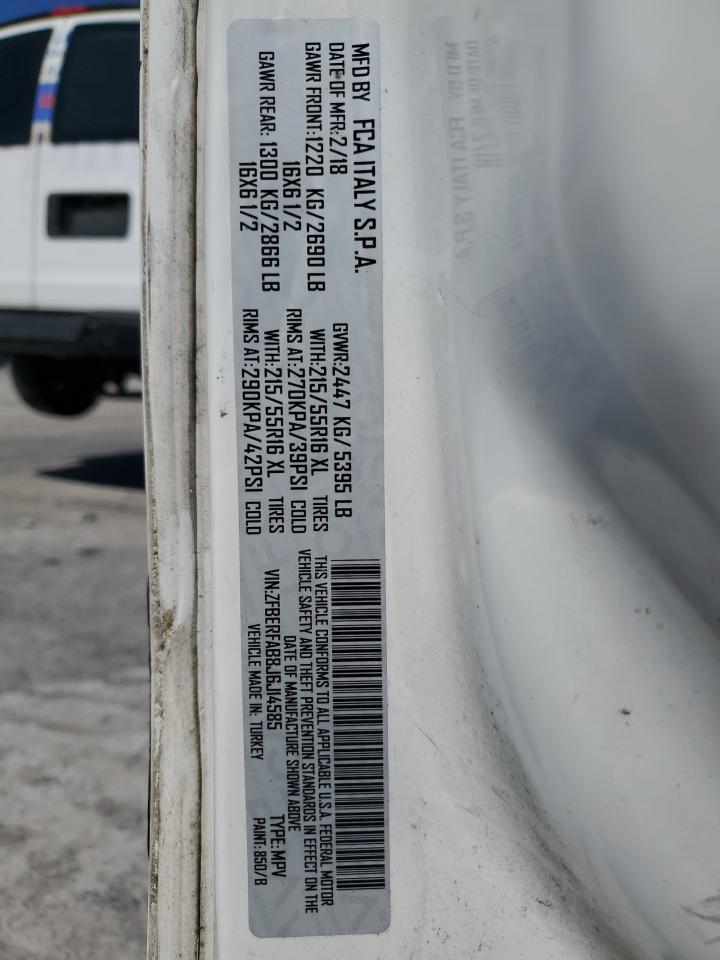 MFD BY FCA ITALY S.P.A.
DATE OF MFR:2/18 GVWR:2447 KG/5395 LB
GAWR FRONT:1220 KG/2690 LB WITH:215/55R16 XL TIRES
16X6 1/2 RIMS AT:270KPA/39PSI COLD
GAWR REAR: 1300 KG/2866 LB WITH:215/55R16 XL TIRES
16X6 1/2 RIMS AT:290KPA/42PSI COLD
THIS VEHICLE CONFORMS TO ALL APPLICABLE U.S.A. FEDERAL MOTOR
VEHICLE SAFETY AND THEFT PREVENTION STANDARDS IN EFFECT ON THE
DATE OF MANUFACTURE SHOWN ABOVE
VIN:ZFBERFAB8J6J14585 TYPE:MPV
VEHICLE MADE IN: TURKEY PAINT:850/B